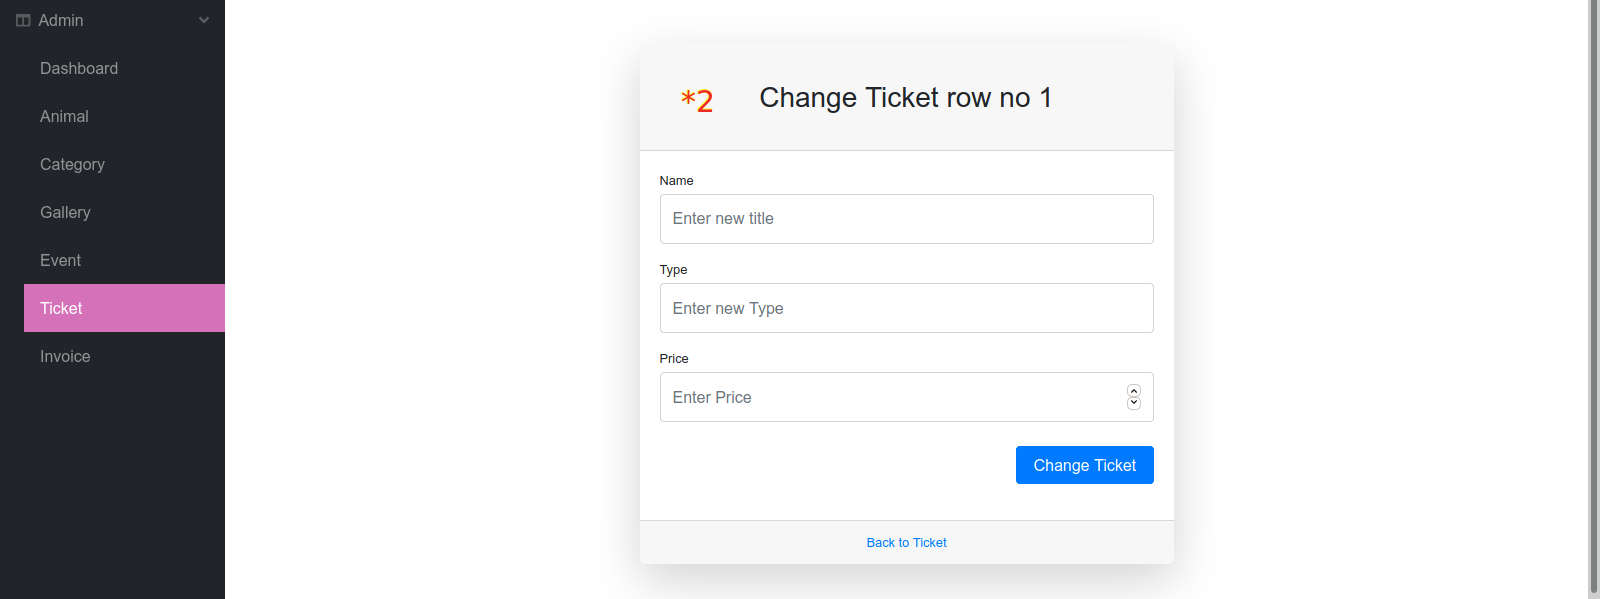 Admin
Dashboard
Animal
Category
Gallery
Event
Ticket
Invoice
*2 Change Ticket row no 1
Name
Enter new title
Type
Enter new Type
Price
Enter Price
Change Ticket
Back to Ticket